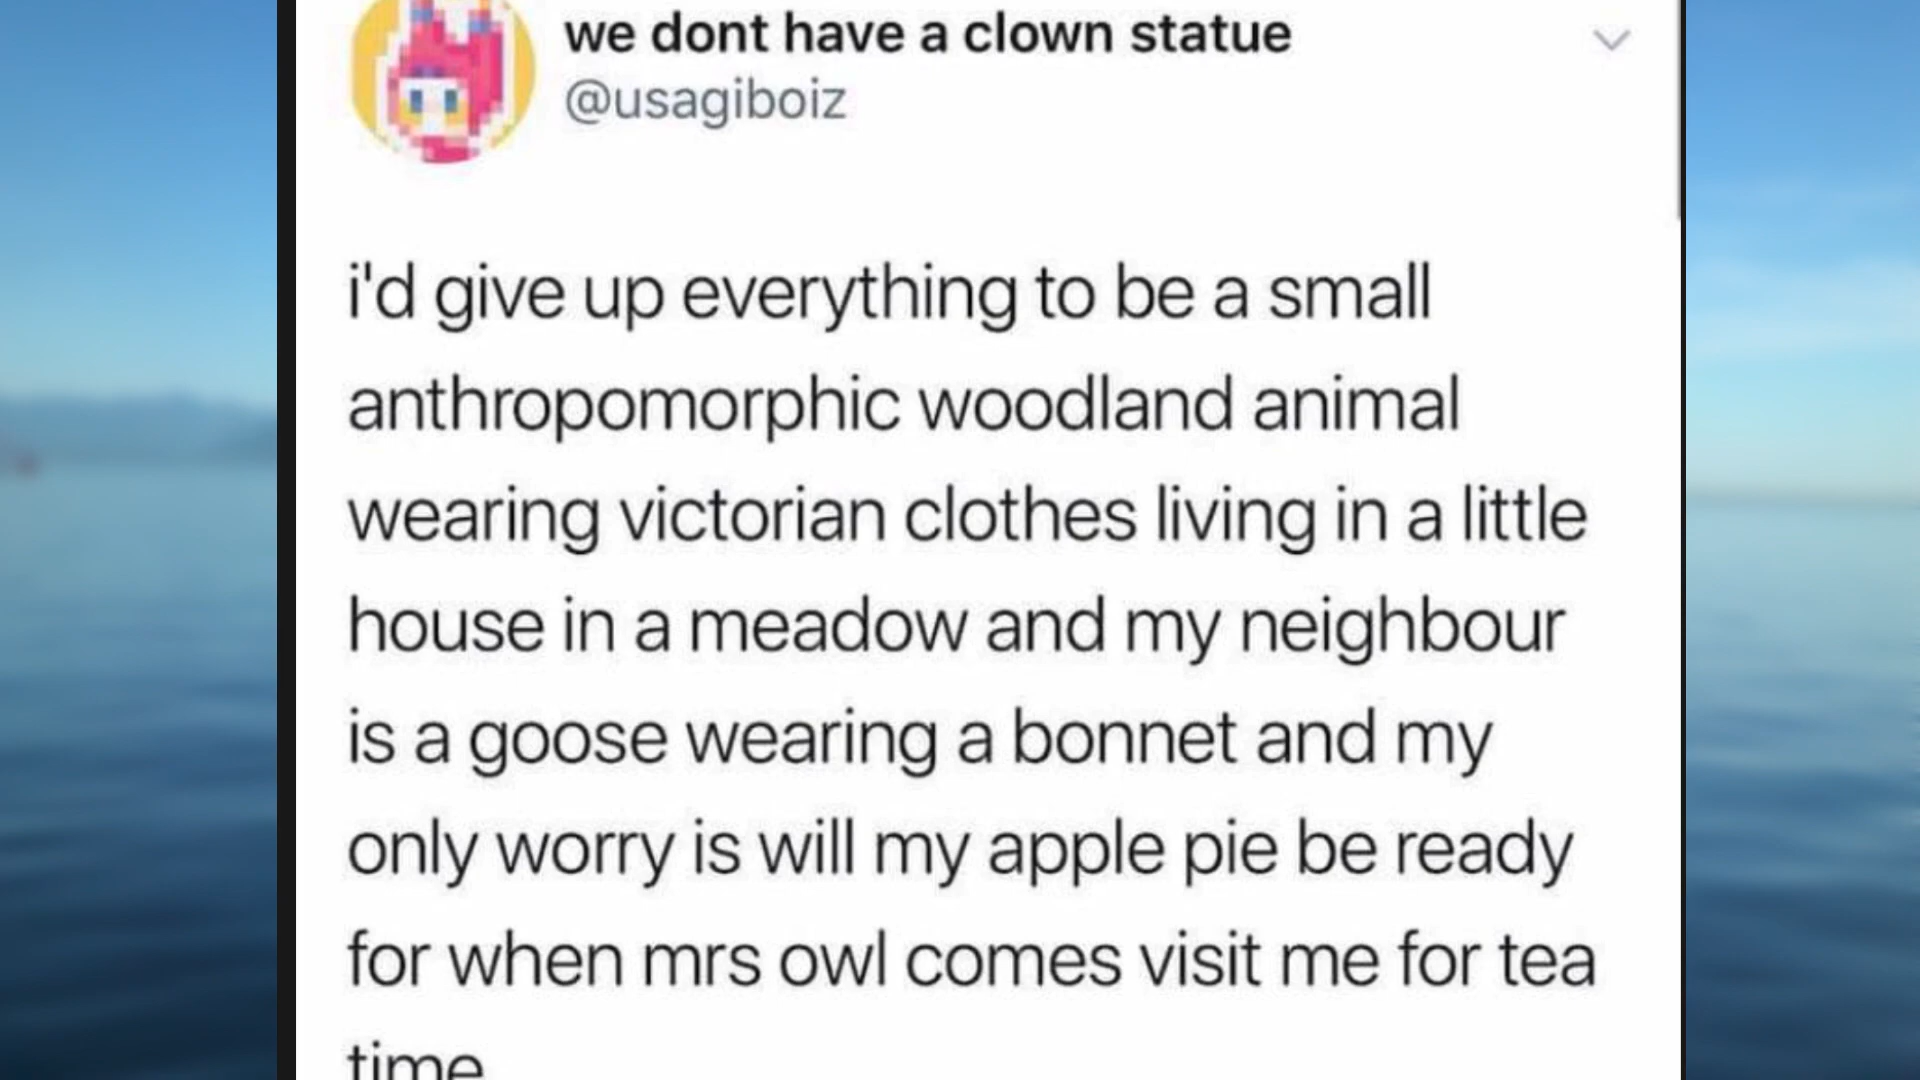 we dont have a clown statue
@usagiboiz
i'd give up everything to be a small
anthropomorphic woodland animal
wearing victorian clothes living in a little
house in a meadow and my neighbour
is a goose wearing a bonnet and my
only worry is will my apple pie be ready
for when mrs owl comes visit me for tea
time